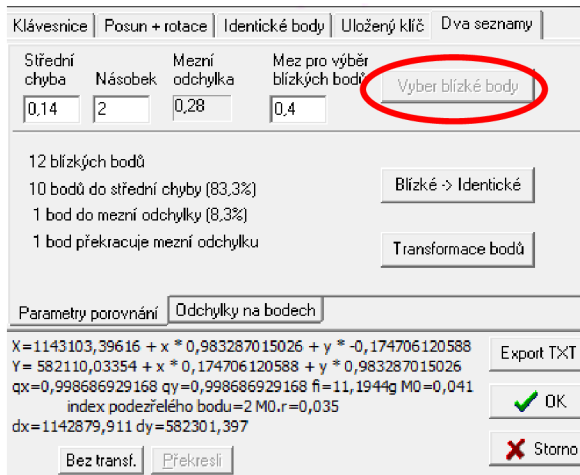 Klávesnice Posun + rotace Identické body Uložený klíč Dva seznamy
Střední chyba Násobek Mezní odchylka Mez pro výběr blízkých bodů Vyber blízké body
0,14 2 0,28 0,4
12 blízkých bodů
10 bodů do střední chyby (83,3%)
Blízké -> Identické
1 bod do mezní odchylky (8,3%)
1 bod překracuje mezní odchylku
Transformace bodů
Parametry porovnání Odchylky na bodech
X=1143103,39616 + x * 0,983287015026 + y * -0,174706120588
Y= 582110,03354 + x * 0,174706120588 + y * 0,983287015026
qx=0,998686929168 qy=0,998686929168 fi=11,1944g M0=0,041
index podezřelého bodu=2 M0.r=0,035
dx=1142879,911 dy=582301,397
Export TXT
OK
Storno
Bez transf. Překresli